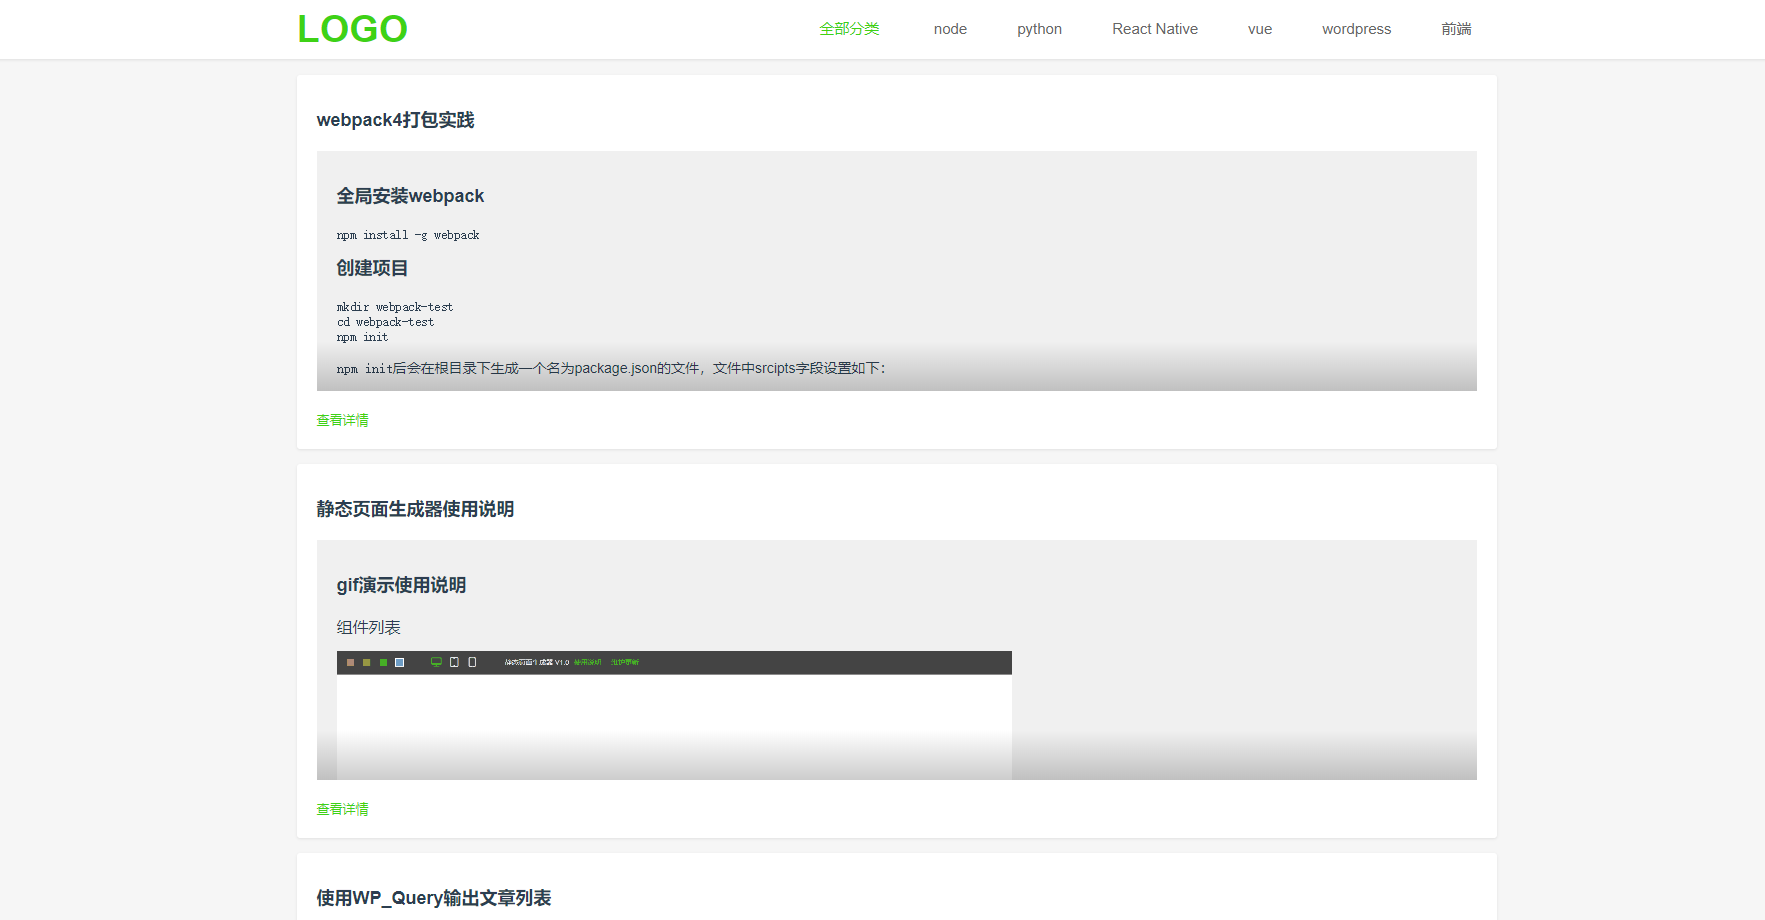 LOGO
全部分类 node python React Native vue wordpress 前端
webpack4打包实践
全局安装webpack
npm install -g webpack
创建项目
mkdir webpack-test
cd webpack-test
npm init
npm init后会在根目录下生成一个名为package.json的文件，文件中srcipts字段设置如下：
查看详情
静态页面生成器使用说明
gif演示使用说明
组件列表
静态页面生成器 V1.0 使用说明 维护更新
查看详情
使用WP_Query输出文章列表